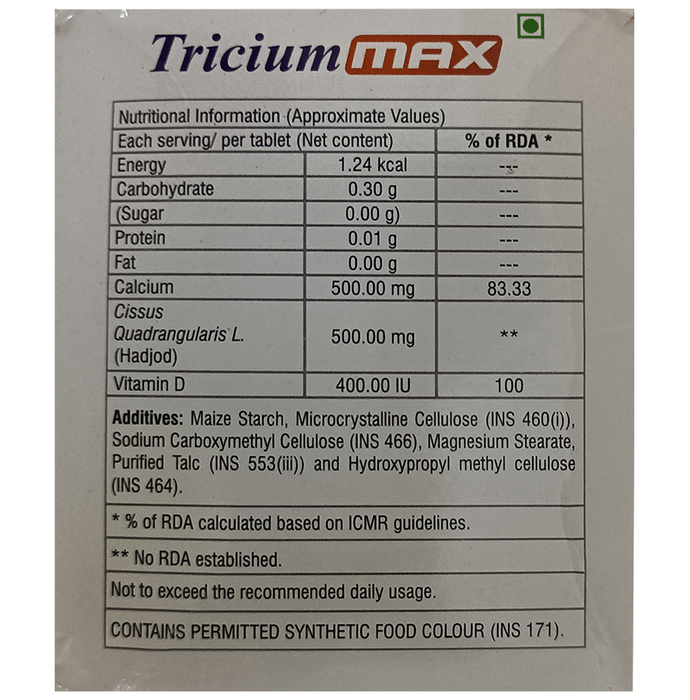 Tricium MAX
Nutritional Information (Approximate Values)
Each serving/ per tablet (Net content) % of RDA *
Energy 1.24 kcal ---
Carbohydrate 0.30 g ---
(Sugar 0.00 g) ---
Protein 0.01 g ---
Fat 0.00 g ---
Calcium 500.00 mg 83.33
Cissus
Quadrangularis L. 500.00 mg **
(Hadjod)
Vitamin D 400.00 IU 100
Additives: Maize Starch, Microcrystalline Cellulose (INS 460(i)),
Sodium Carboxymethyl Cellulose (INS 466), Magnesium Stearate,
Purified Talc (INS 553(iii)) and Hydroxypropyl methyl cellulose
(INS 464).
* % of RDA calculated based on ICMR guidelines.
** No RDA established.
Not to exceed the recommended daily usage.
CONTAINS PERMITTED SYNTHETIC FOOD COLOUR (INS 171).